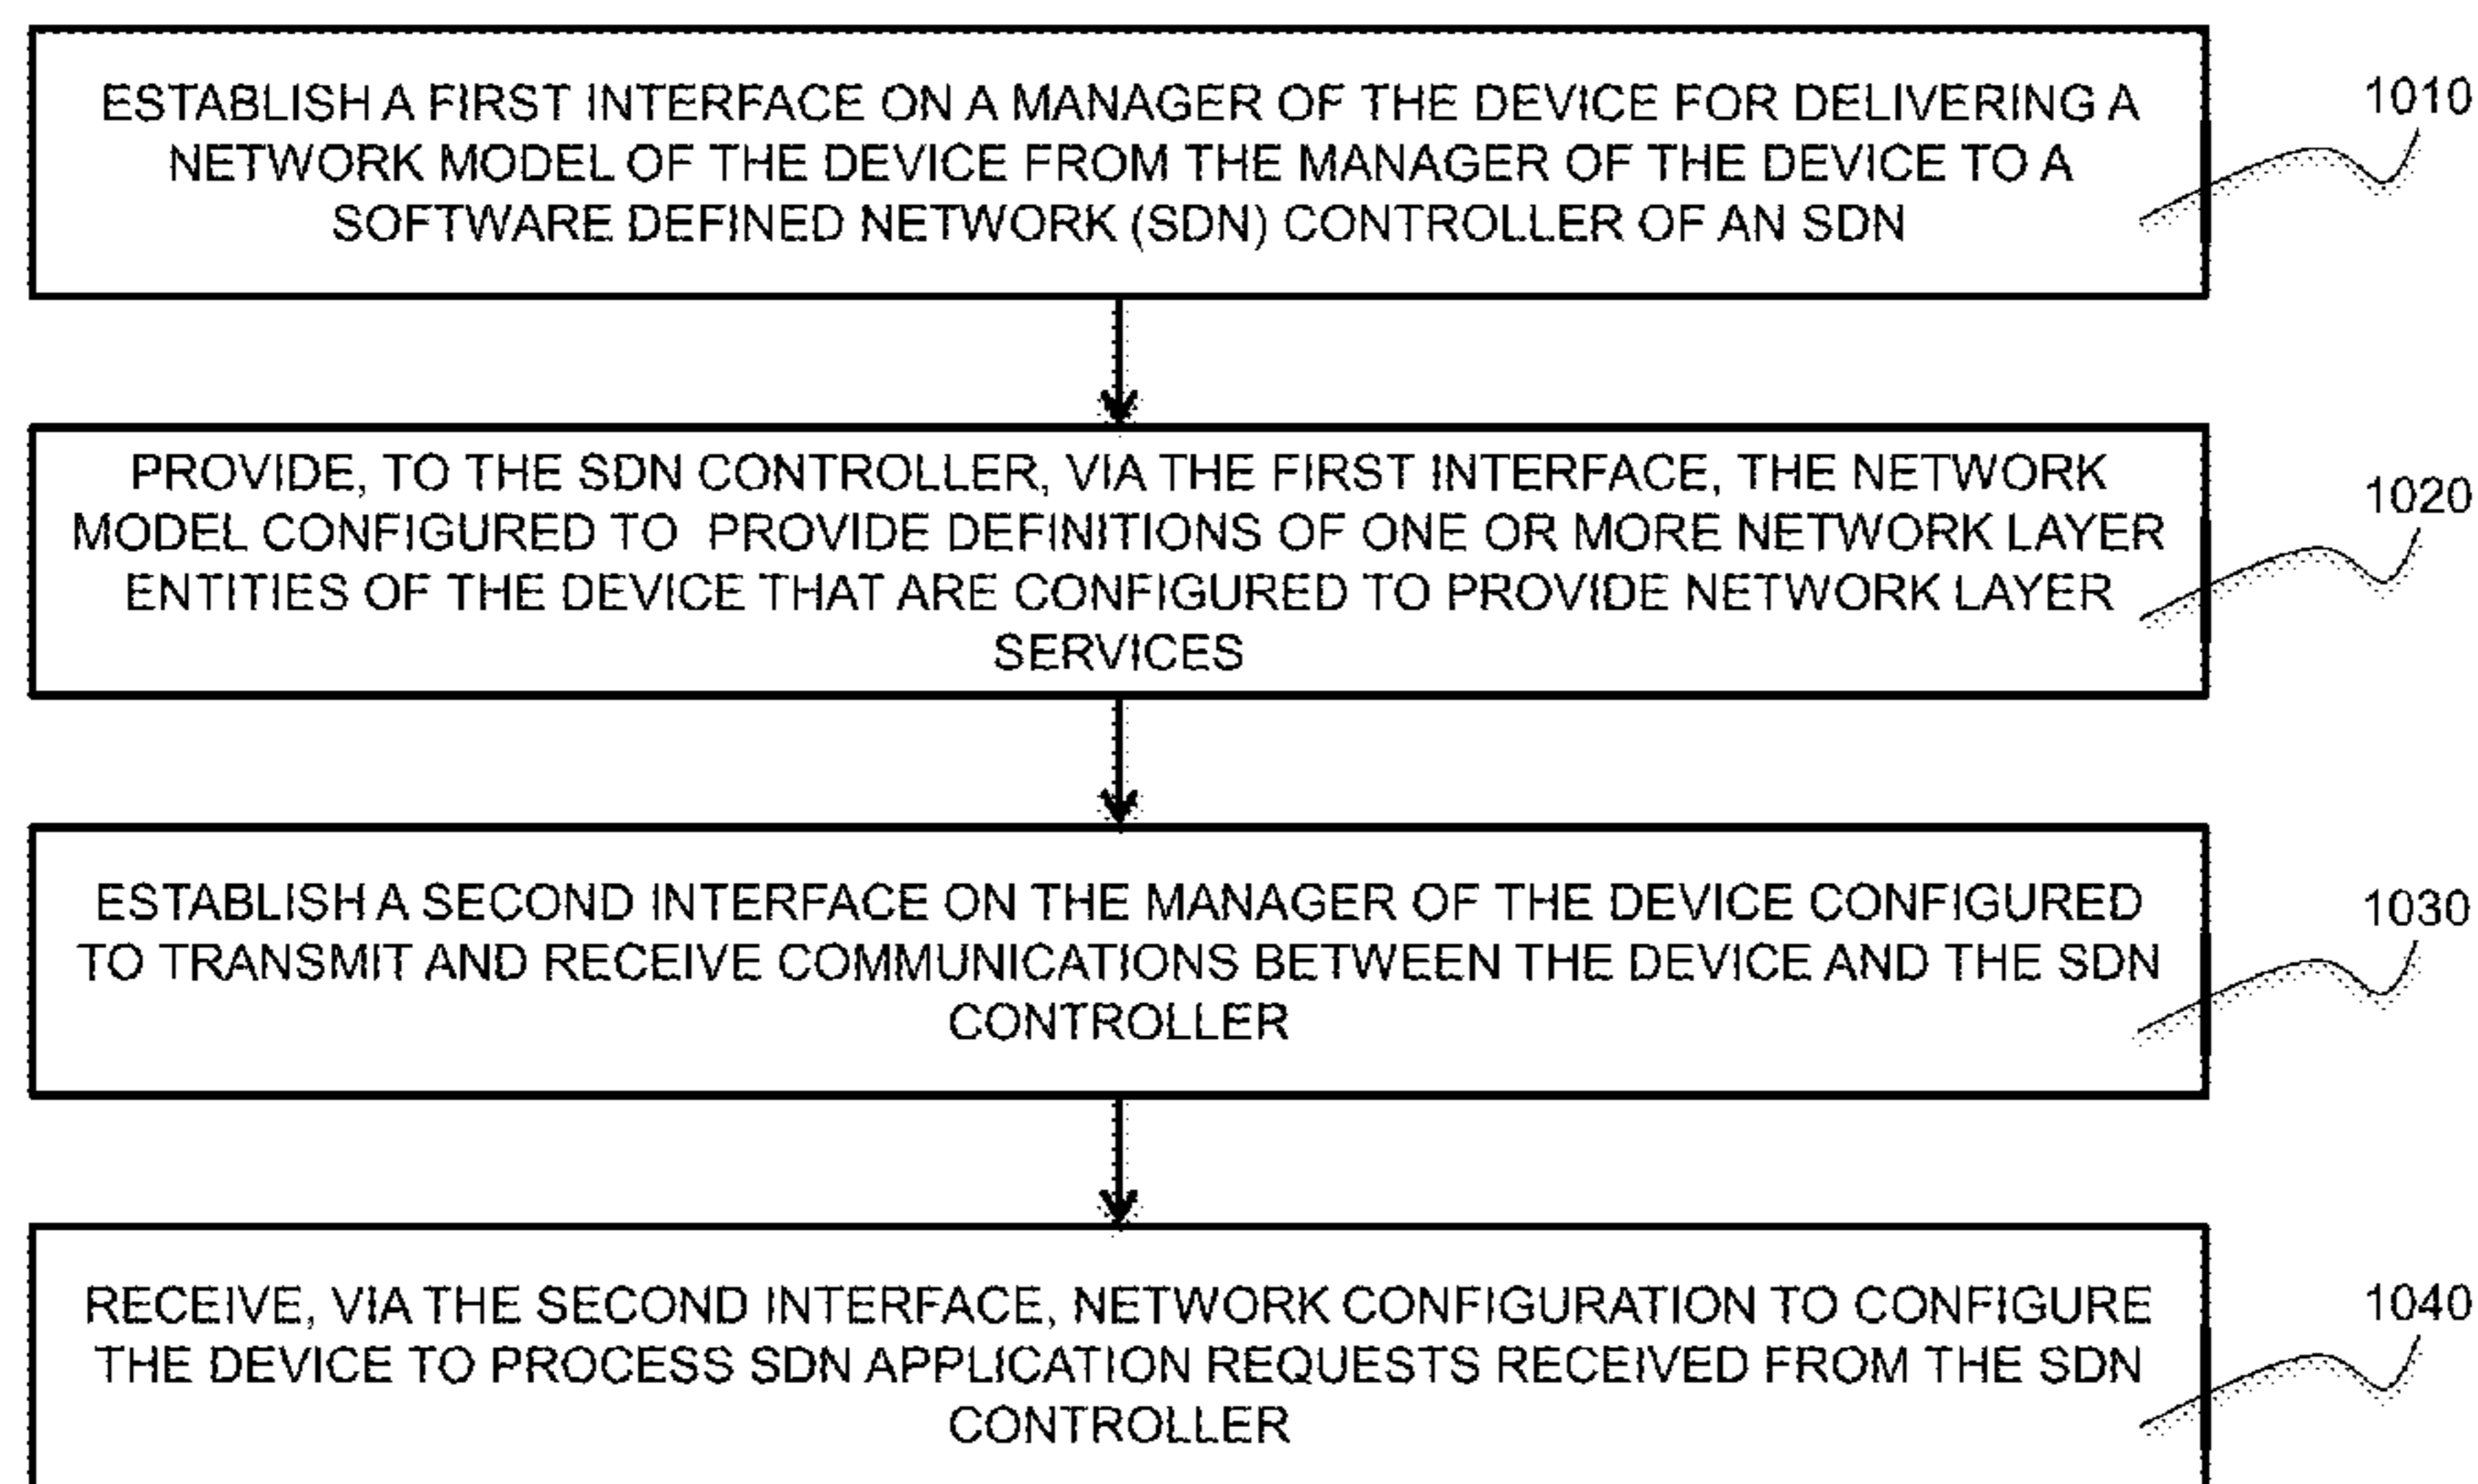 ESTABLISH A FIRST INTERFACE ON A MANAGER OF THE DEVICE FOR DELIVERING A
NETWORK MODEL OF THE DEVICE FROM THE MANAGER OF THE DEVICE TO A
SOFTWARE DEFINED NETWORK (SDN) CONTROLLER OF AN SDN
1010
PROVIDE, TO THE SDN CONTROLLER, VIA THE FIRST INTERFACE, THE NETWORK
MODEL CONFIGURED TO PROVIDE DEFINITIONS OF ONE OR MORE NETWORK LAYER
ENTITIES OF THE DEVICE THAT ARE CONFIGURED TO PROVIDE NETWORK LAYER
SERVICES
1020
ESTABLISH A SECOND INTERFACE ON THE MANAGER OF THE DEVICE CONFIGURED
TO TRANSMIT AND RECEIVE COMMUNICATIONS BETWEEN THE DEVICE AND THE SDN
CONTROLLER
1030
RECEIVE, VIA THE SECOND INTERFACE, NETWORK CONFIGURATION TO CONFIGURE
THE DEVICE TO PROCESS SDN APPLICATION REQUESTS RECEIVED FROM THE SDN
CONTROLLER
1040